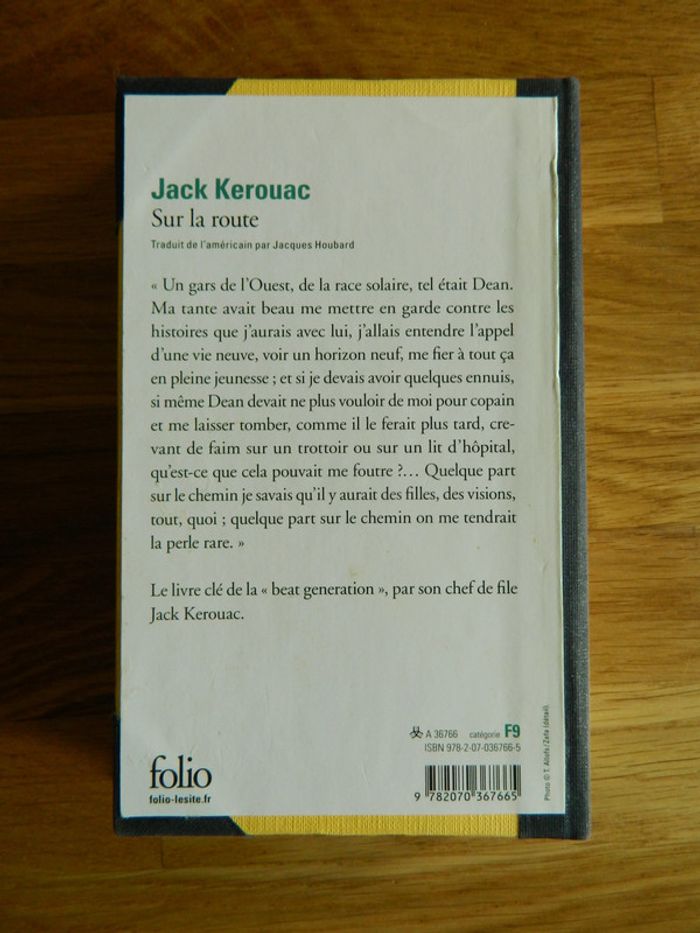 Jack Kerouac
Sur la route
Traduit de l'américain par Jacques Houbard
« Un gars de l'Ouest, de la race solaire, tel était Dean.
Ma tante avait beau me mettre en garde contre les
histoires que j'aurais avec lui, j'allais entendre l'appel
d'une vie neuve, voir un horizon neuf, me fier à tout ça
en pleine jeunesse ; et si je devais avoir quelques ennuis,
si même Dean devait ne plus vouloir de moi pour copain
et me laisser tomber, comme il le ferait plus tard, cre-
vant de faim sur un trottoir ou sur un lit d'hôpital,
qu'est-ce que cela pouvait me foutre ?... Quelque part
sur le chemin je savais qu'il y aurait des filles, des visions,
tout, quoi ; quelque part sur le chemin on me tendrait
la perle rare. »
Le livre clé de la « beat generation », par son chef de file
Jack Kerouac.
A 36766 catégorie F9
ISBN 978-2-07-036766-5
folio
folio-lesite.fr
9 782070 367665
Photo © T. / Zefa (détail).